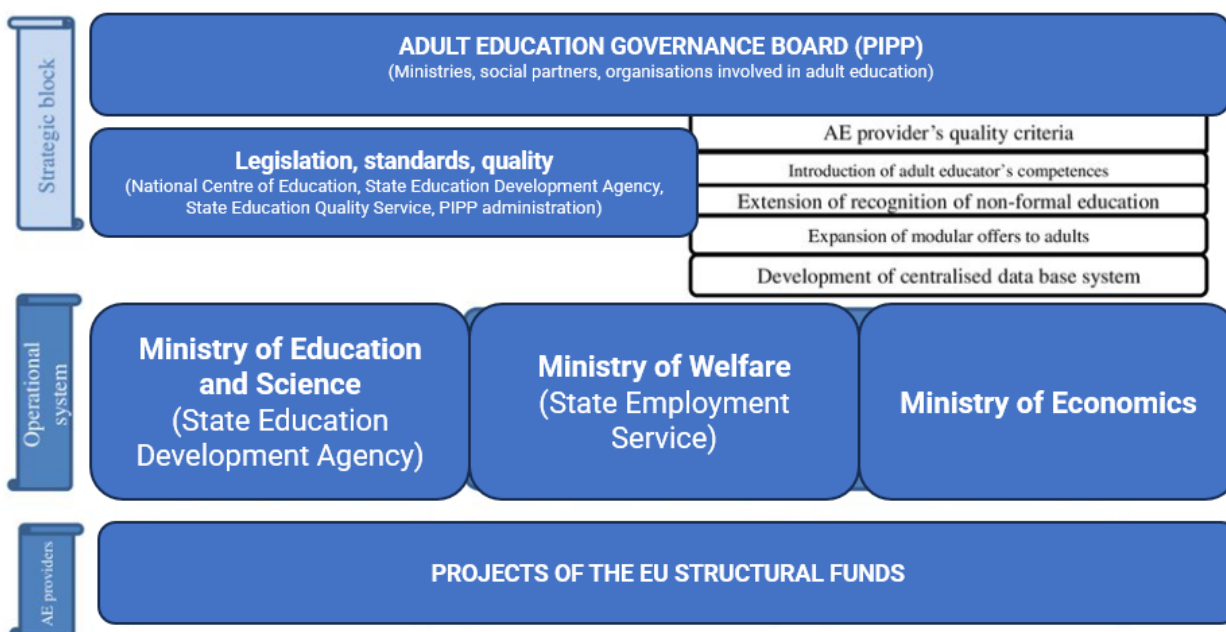 Strategic block
ADULT EDUCATION GOVERNANCE BOARD (PIPP)
(Ministries, social partners, organisations involved in adult education)
Legislation, standards, quality
(National Centre of Education, State Education Development Agency,
State Education Quality Service, PIPP administration)
AE provider's quality criteria
Introduction of adult educator's competences
Extension of recognition of non-formal education
Expansion of modular offers to adults
Development of centralised data base system
Operational
system
Ministry of Education
and Science
(State Education
Development Agency)
Ministry of Welfare
(State Employment
Service)
Ministry of Economics
AE providers
PROJECTS OF THE EU STRUCTURAL FUNDS